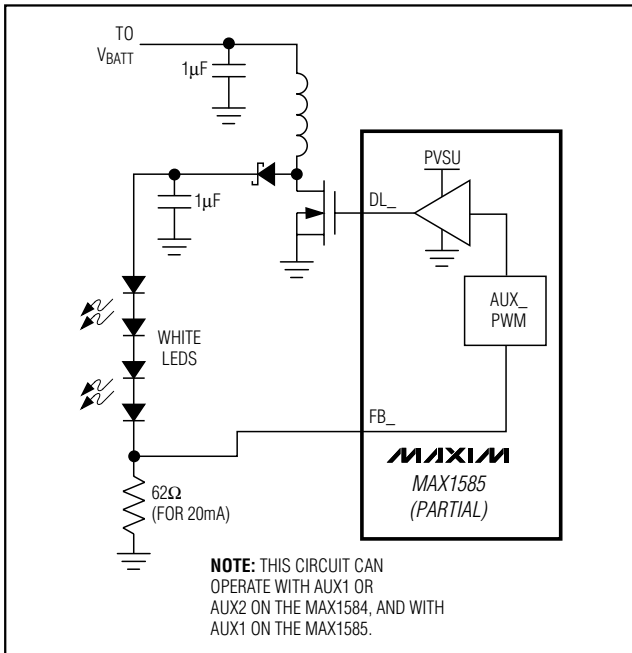 TO
VBATT
1µF
PVSU
DL_
1µF
AUX_
PWM
WHITE
LEDS
FB_
MAXIM
MAX1585
(PARTIAL)
62Ω
(FOR 20mA)
NOTE: THIS CIRCUIT CAN
OPERATE WITH AUX1 OR
AUX2 ON THE MAX1584, AND WITH
AUX1 ON THE MAX1585.